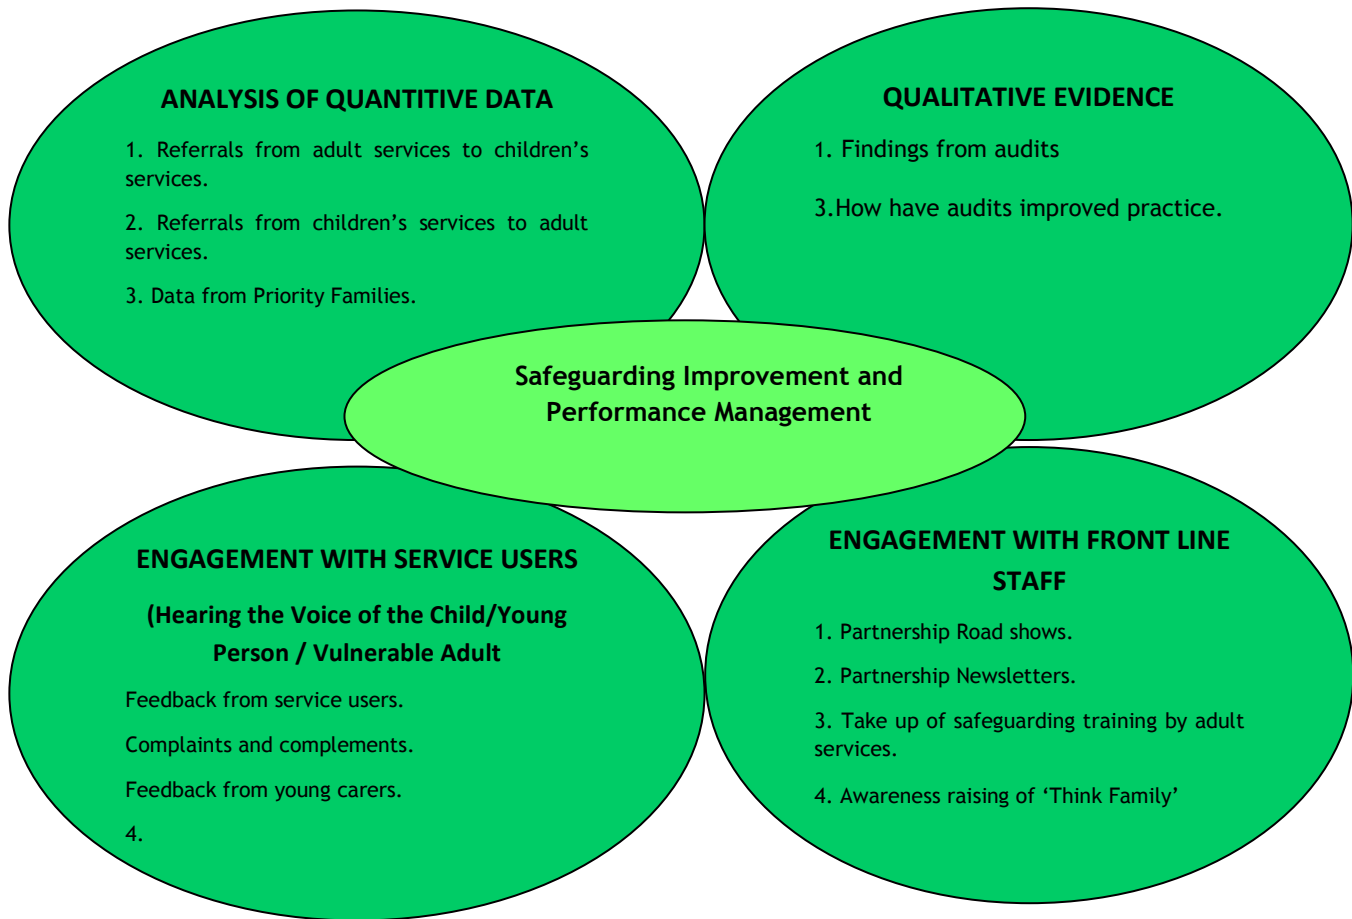 ANALYSIS OF QUANTITIVE DATA
1. Referrals from adult services to children’s
services.
2. Referrals from children’s services to adult
services.
3. Data from Priority Families.
QUALITATIVE EVIDENCE
1. Findings from audits
3.How have audits improved practice.
Safeguarding Improvement and
Performance Management
ENGAGEMENT WITH SERVICE USERS
(Hearing the Voice of the Child/Young
Person / Vulnerable Adult
Feedback from service users.
Complaints and complements.
Feedback from young carers.
4.
ENGAGEMENT WITH FRONT LINE
STAFF
1. Partnership Road shows.
2. Partnership Newsletters.
3. Take up of safeguarding training by adult
services.
4. Awareness raising of ‘Think Family’